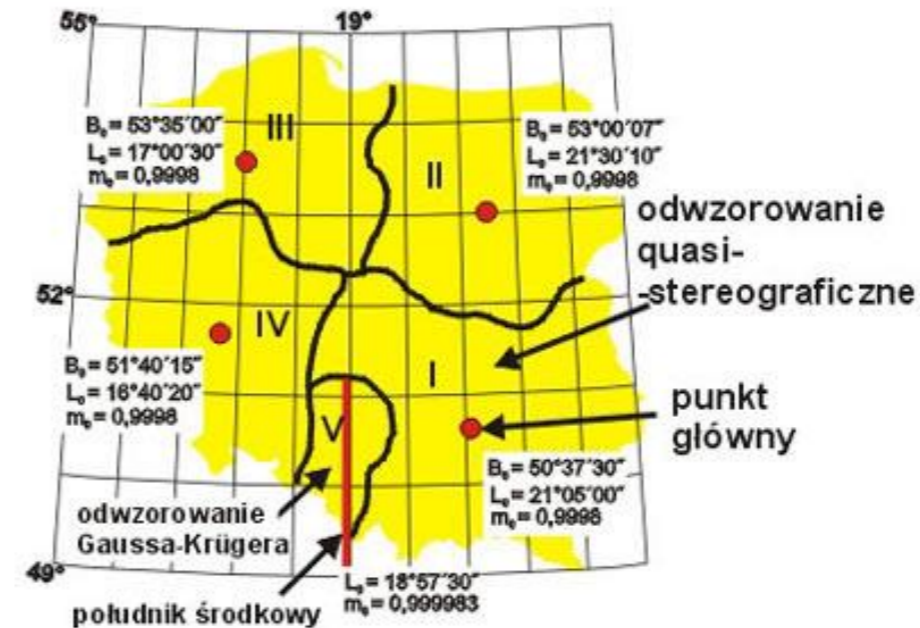 55°
19°
B₀ = 53°35′00″
L₀ = 17°00′30″
m₀ = 0,9998
III
II
B₀ = 53°00′07″
L₀ = 21°30′10″
m₀ = 0,9998
odwzorowanie
quasi-
-stereograficzne
52°
IV
I
B₀ = 51°40′15″
L₀ = 16°40′20″
m₀ = 0,9998
V
punkt
główny
B₀ = 50°37′30″
L₀ = 21°05′00″
m₀ = 0,9998
odwzorowanie
Gaussa-Krügera
49°
L₀ = 18°57′30″
m₀ = 0,999983
południk środkowy